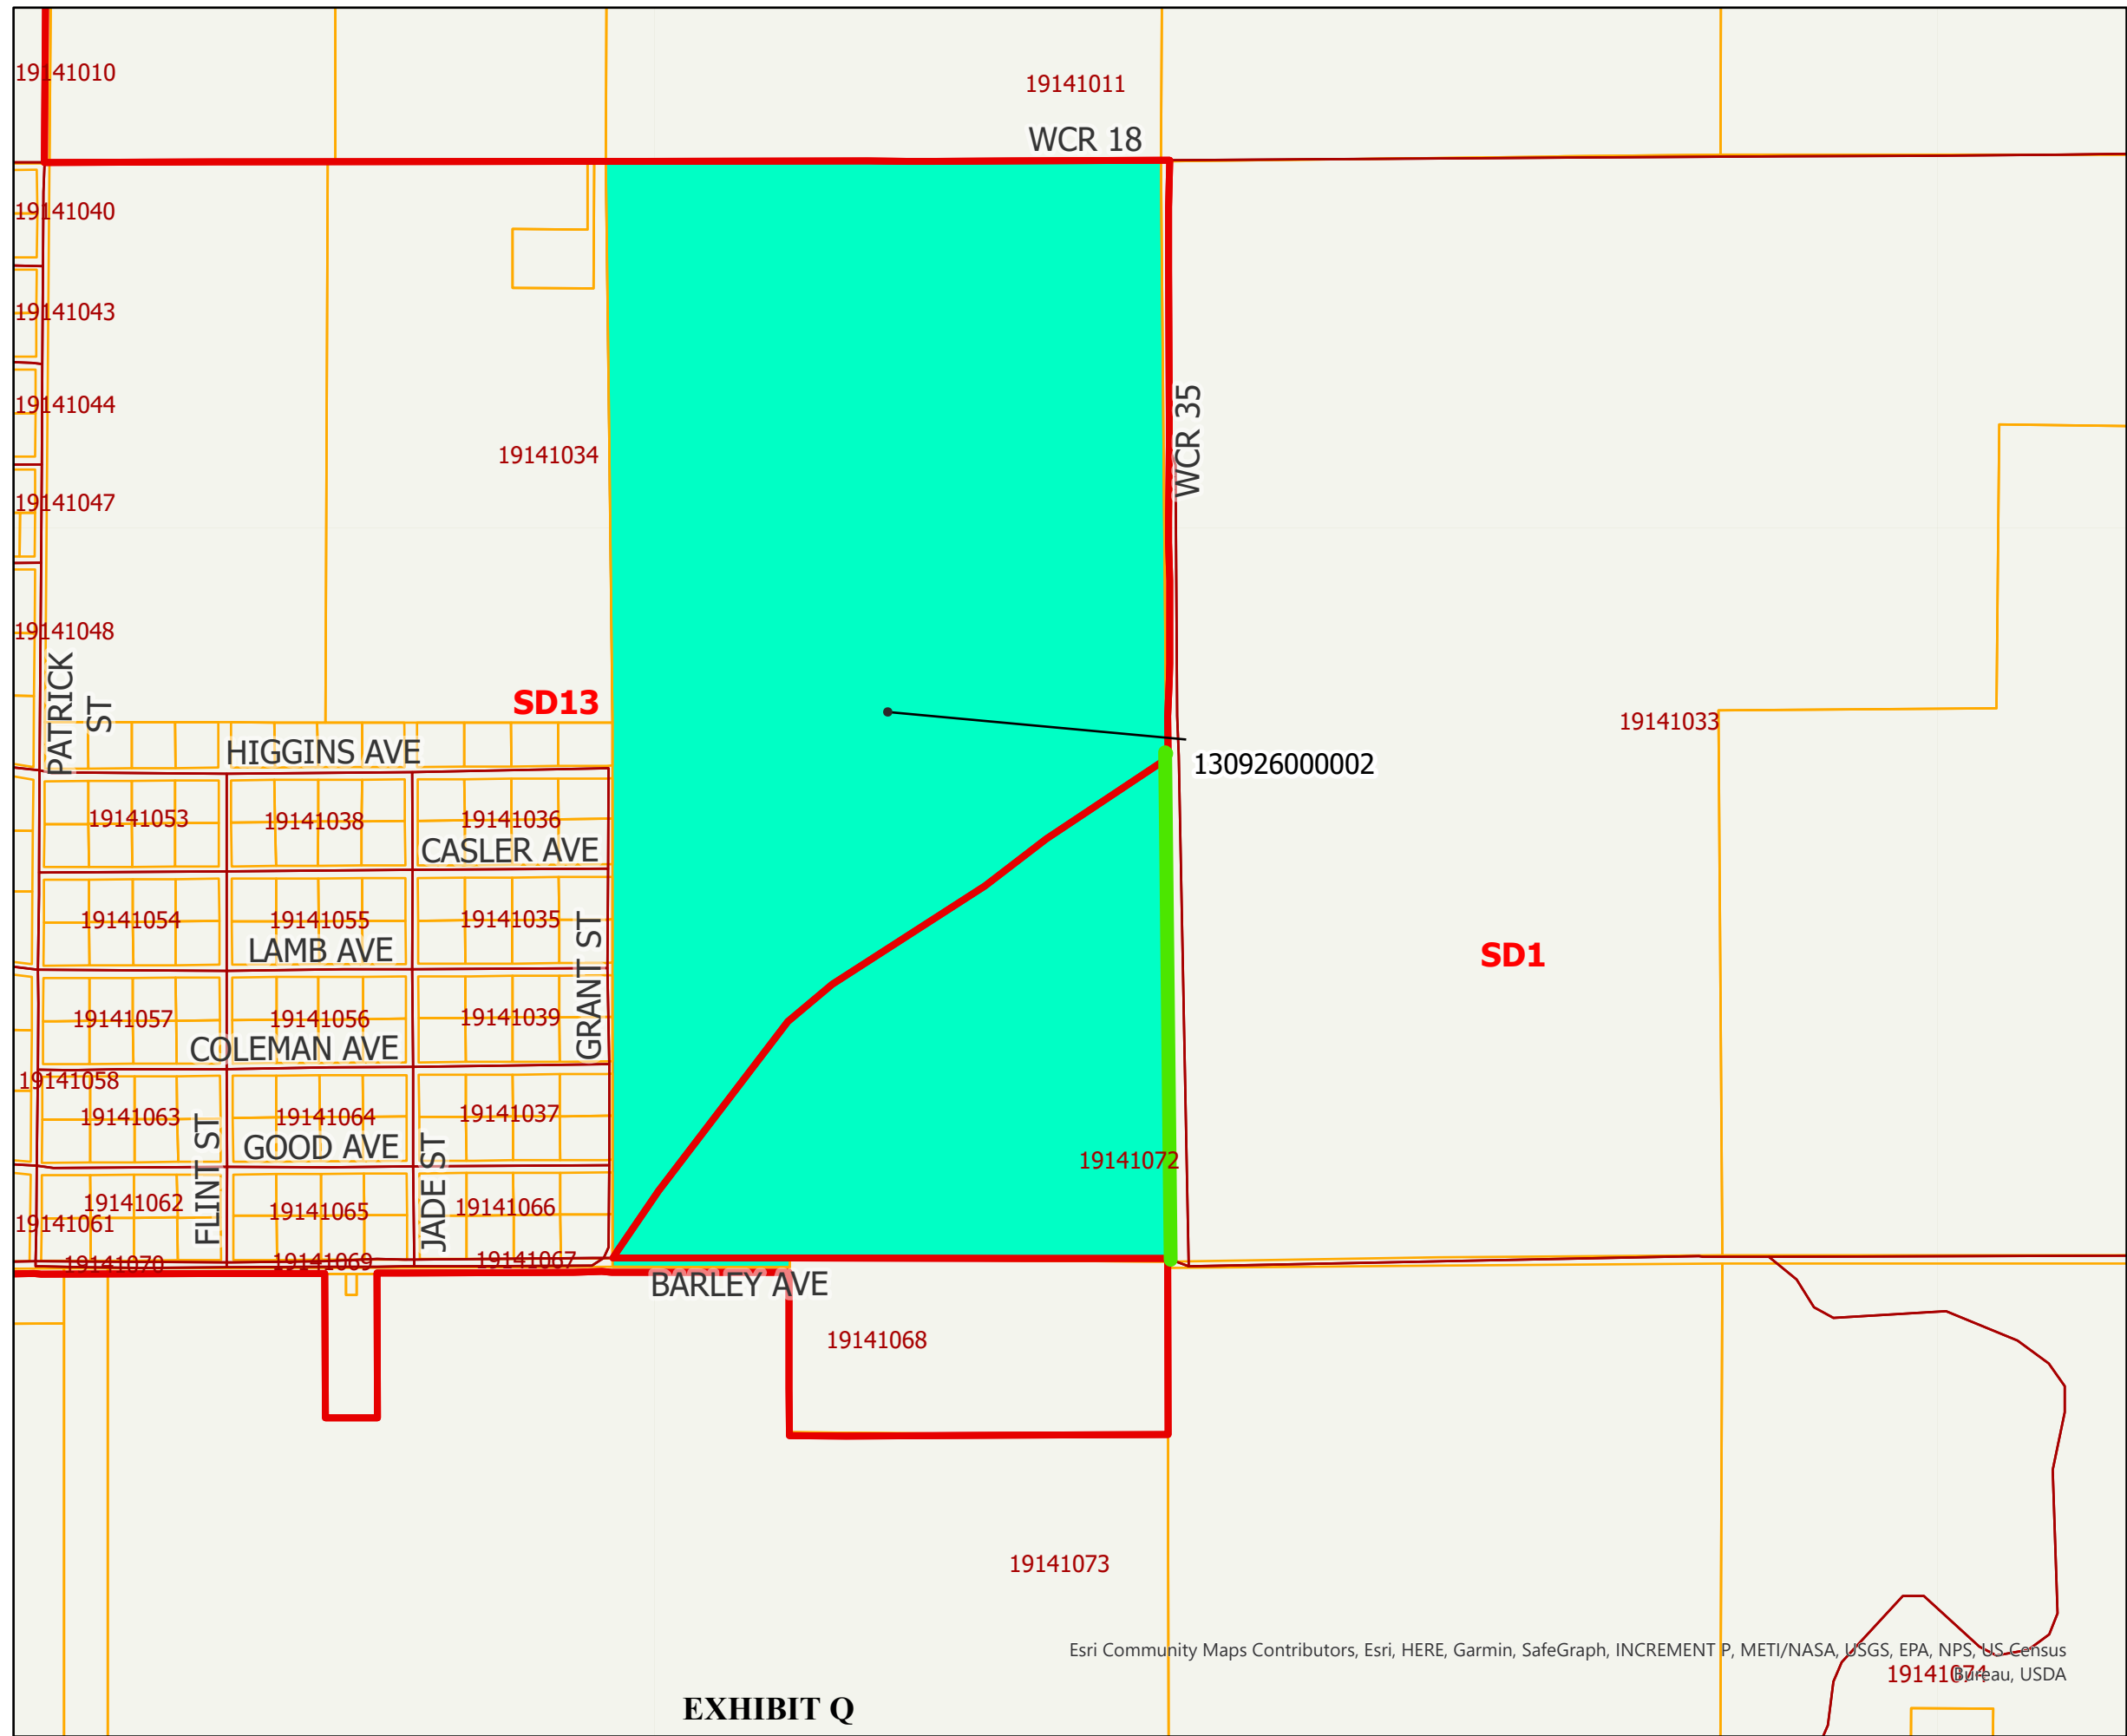 19141010
19141011
WCR 18
19141040
19141043
19141044
WCR 35
19141034
19141047
19141048
PATRICK
ST
SD13
19141033
HIGGINS AVE
130926000002
19141053
19141038
19141036
CASLER AVE
19141054
19141055
19141035
LAMB AVE
SD1
GRANT ST
19141057
19141056
19141039
COLEMAN AVE
19141058
19141063
19141064
19141037
GOOD AVE
FLINT ST
JADE ST
19141072
19141062
19141061
19141065
19141066
19141070
19141069
19141067
BARLEY AVE
19141068
19141073
Esri Community Maps Contributors, Esri, HERE, Garmin, SafeGraph, INCREMENT P, METI/NASA, USGS, EPA, NPS, US Census
Bureau, USDA
19141074
EXHIBIT Q